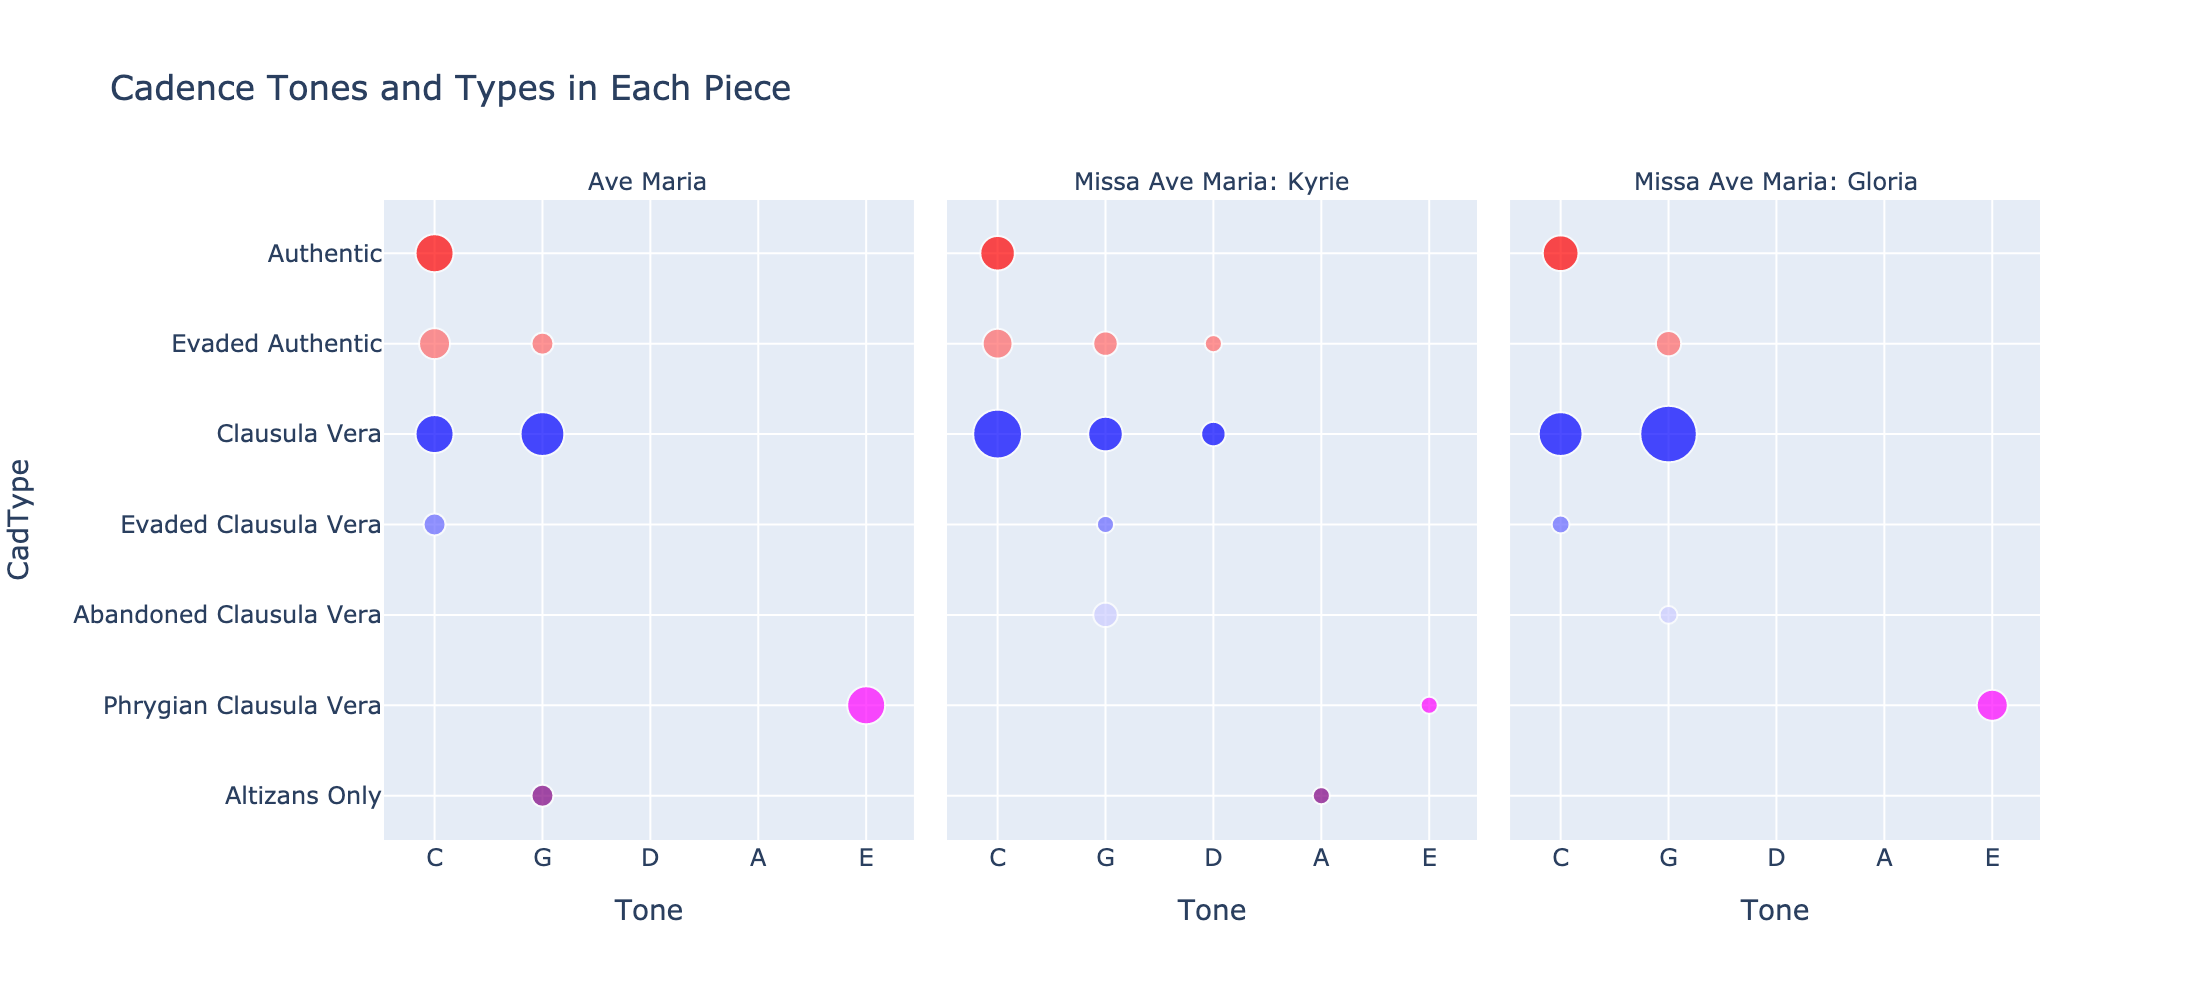 Cadence Tones and Types in Each Piece
Ave Maria
Missa Ave Maria: Kyrie
Missa Ave Maria: Gloria
CadType
Authentic
Evaded Authentic
Clausula Vera
Evaded Clausula Vera
Abandoned Clausula Vera
Phrygian Clausula Vera
Altizans Only
C G D A E
C G D A E
C G D A E
Tone
Tone
Tone